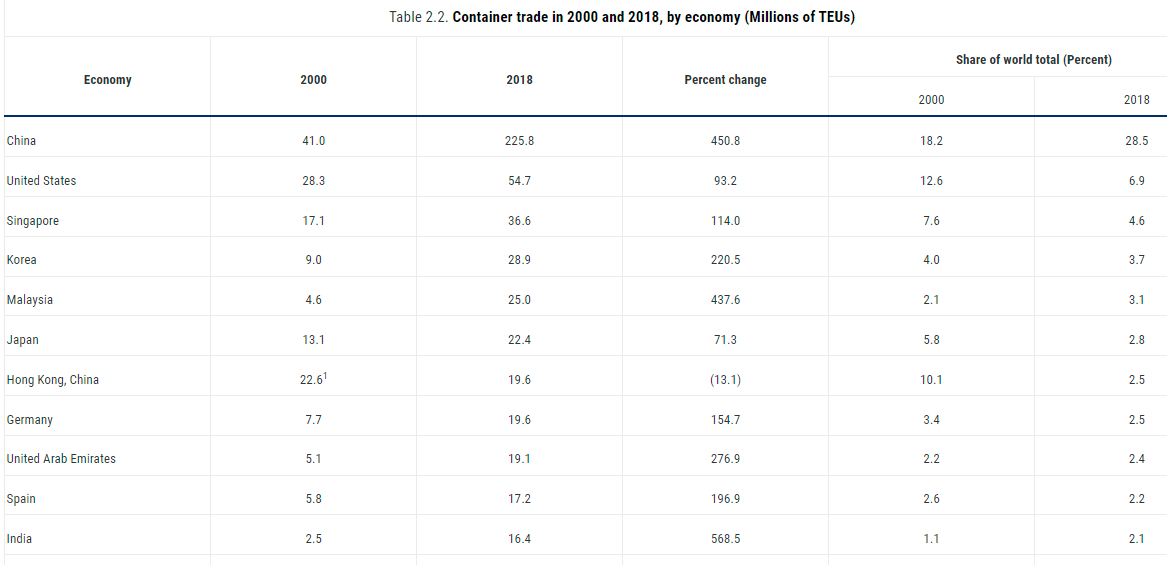 Table 2.2. Container trade in 2000 and 2018, by economy (Millions of TEUs)
Share of world total (Percent)
Economy 2000 2018 Percent change
2000 2018
China 41.0 225.8 450.8 18.2 28.5
United States 28.3 54.7 93.2 12.6 6.9
Singapore 17.1 36.6 114.0 7.6 4.6
Korea 9.0 28.9 220.5 4.0 3.7
Malaysia 4.6 25.0 437.6 2.1 3.1
Japan 13.1 22.4 71.3 5.8 2.8
Hong Kong, China 22.6¹ 19.6 (13.1) 10.1 2.5
Germany 7.7 19.6 154.7 3.4 2.5
United Arab Emirates 5.1 19.1 276.9 2.2 2.4
Spain 5.8 17.2 196.9 2.6 2.2
India 2.5 16.4 568.5 1.1 2.1